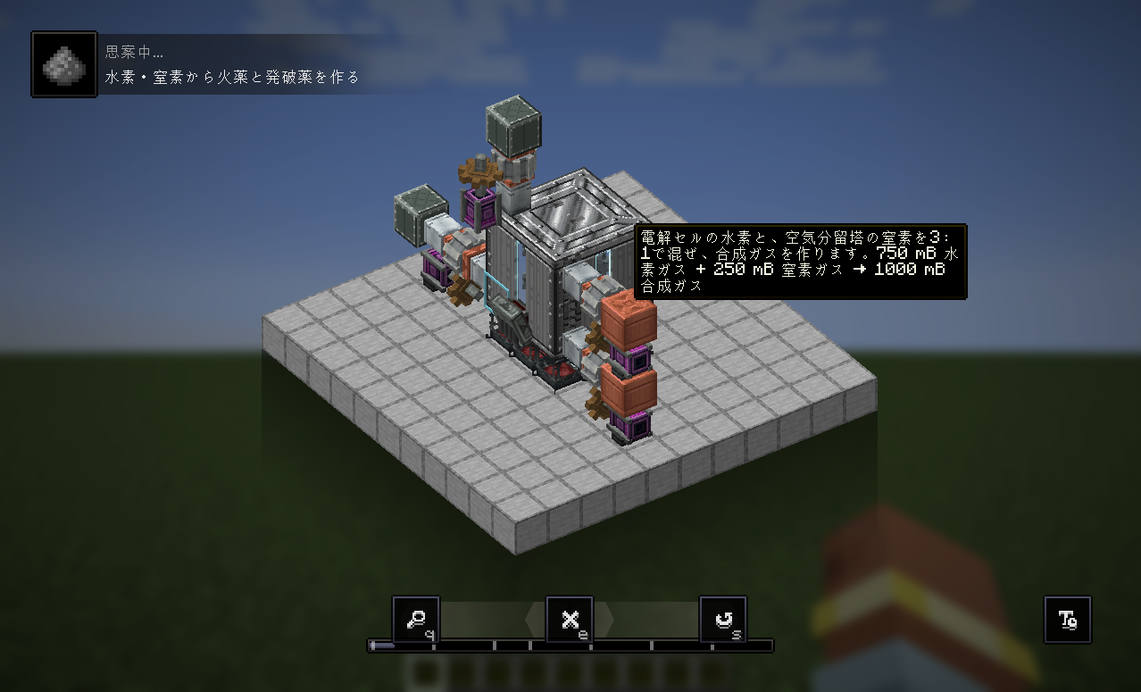 思案中...
水素・窒素から火薬と発破薬を作る
電解セルの水素と、空気分留塔の窒素を3:
1で混ぜ、合成ガスを作ります。750 mB 水
素ガス + 250 mB 窒素ガス → 1000 mB
合成ガス
q
e
s